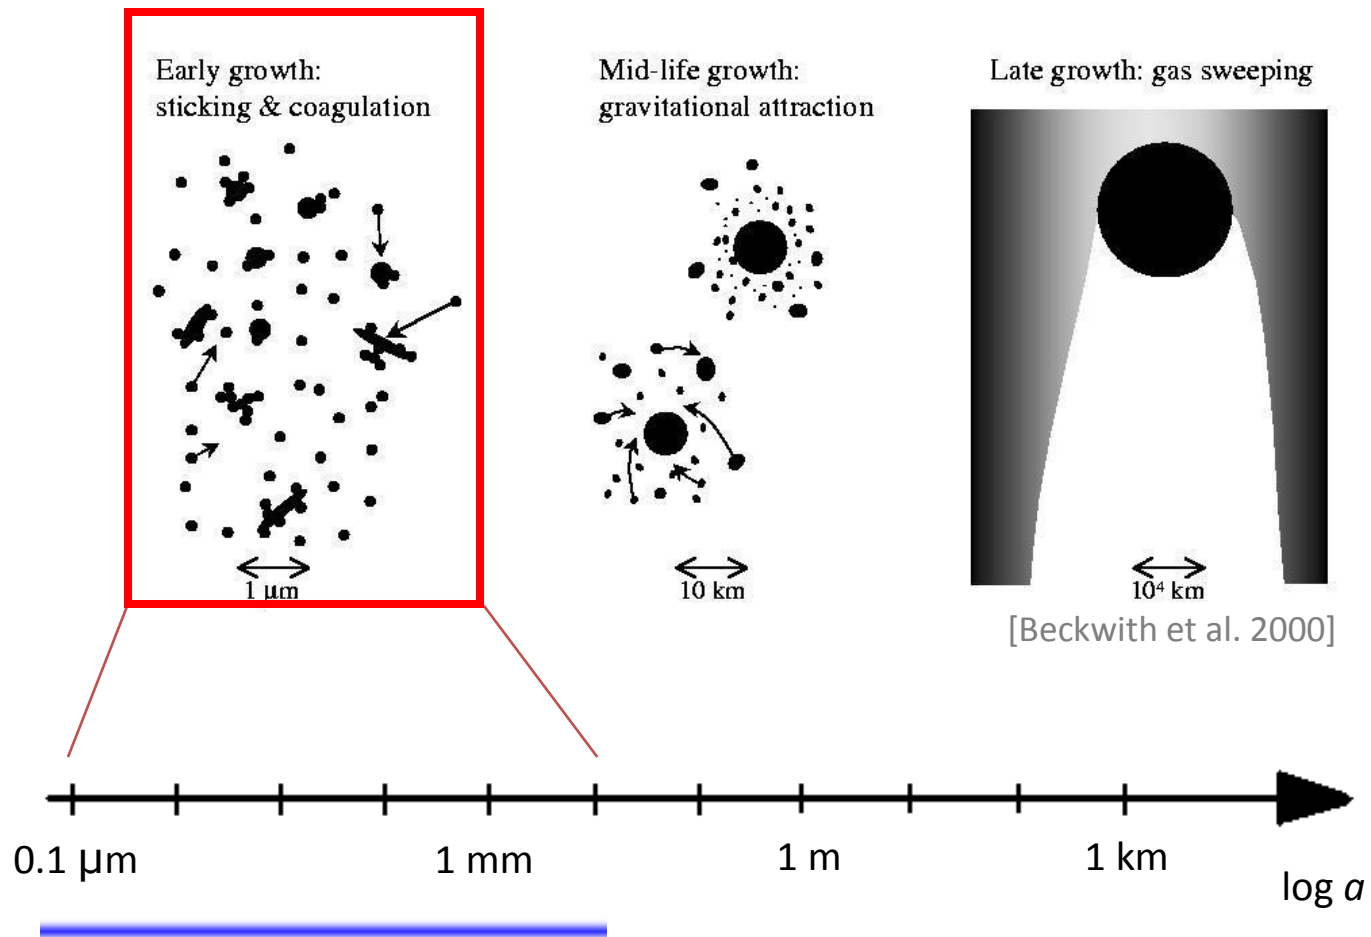 Early growth:
sticking & coagulation
Mid-life growth:
gravitational attraction
Late growth: gas sweeping
1 μm
10 km
10⁴ km
[Beckwith et al. 2000]
0.1 μm
1 mm
1 m
1 km
log a